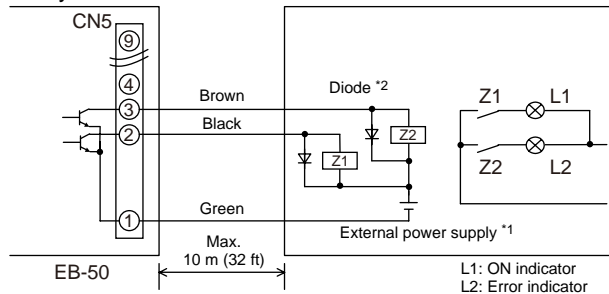 CN5
9
4
3
2
1
Brown
Black
Green
Diode *2
Z2
Z1
Z1
L1
Z2
L2
External power supply *1
Max.
10 m (32 ft)
EB-50
L1: ON indicator
L2: Error indicator